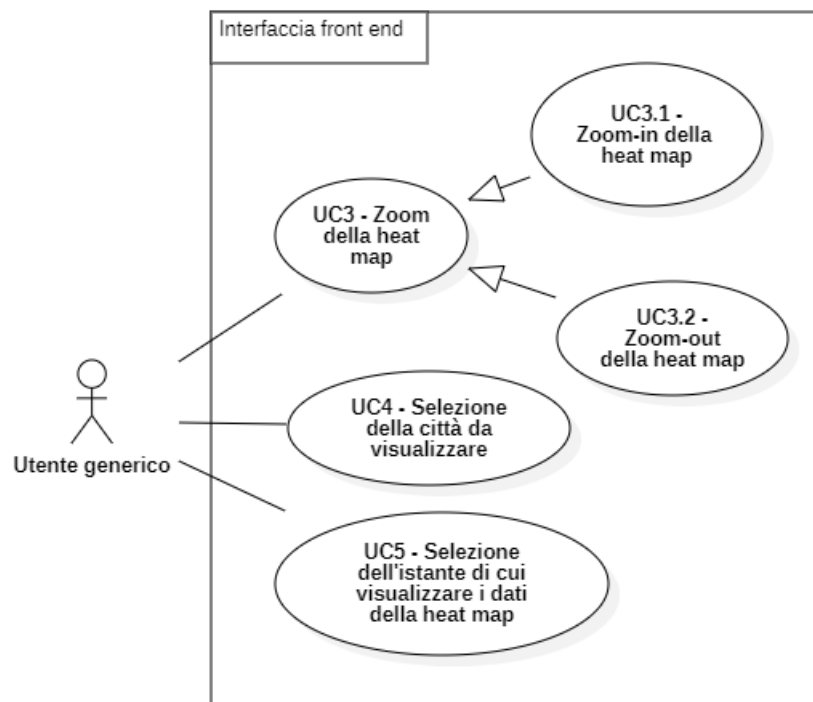 Interfaccia front end
UC3.1 -
Zoom-in della
heat map
UC3 - Zoom
della heat
map
UC3.2 -
Zoom-out
della heat map
UC4 - Selezione
della città da
visualizzare
Utente generico
UC5 - Selezione
dell'istante di cui
visualizzare i dati
della heat map